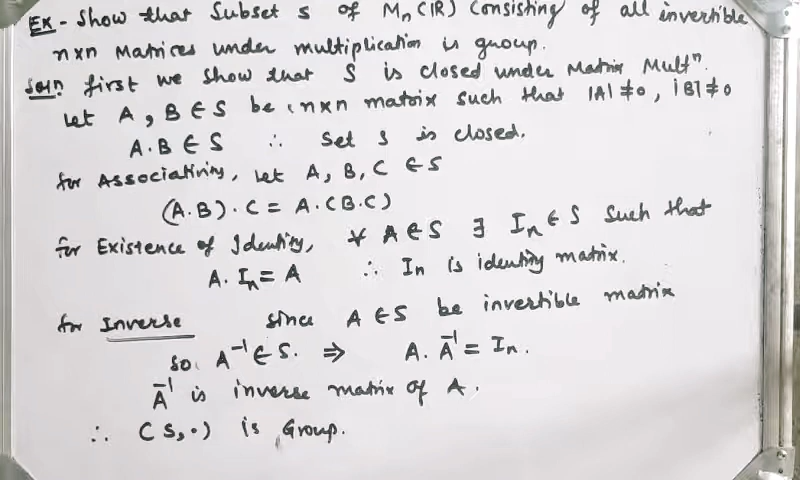 Ex - Show that Subset S of Mn(IR) consisting of all invertible
n×n Matrices under multiplication is group.
Soln: first we show that S is closed under Matrix Multⁿ.
Let A, B ∈ S be n×n matrix such that |A| ≠ 0, |B| ≠ 0
A·B ∈ S ∴ Set S is closed.
for Associativity, Let A, B, C ∈ S
(A·B)·C = A·(B·C)
for Existence of Identity, ∀ A ∈ S ∃ In ∈ S Such that
A·In = A ∴ In is identity matrix.
for Inverse Since A ∈ S be invertible matrix
So A⁻¹ ∈ S. ⇒ A·A⁻¹ = In.
A⁻¹ is inverse matrix of A.
∴ (S, ·) is Group.